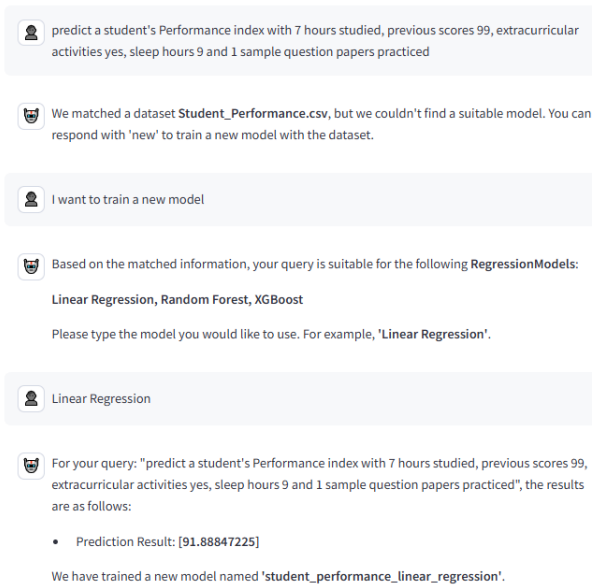 predict a student's Performance index with 7 hours studied, previous scores 99, extracurricular
activities yes, sleep hours 9 and 1 sample question papers practiced
We matched a dataset Student_Performance.csv, but we couldn't find a suitable model. You can
respond with 'new' to train a new model with the dataset.
I want to train a new model
Based on the matched information, your query is suitable for the following RegressionModels:
Linear Regression, Random Forest, XGBoost
Please type the model you would like to use. For example, 'Linear Regression'.
Linear Regression
For your query: "predict a student's Performance index with 7 hours studied, previous scores 99,
extracurricular activities yes, sleep hours 9 and 1 sample question papers practiced", the results
are as follows:
• Prediction Result: [91.88847225]
We have trained a new model named 'student_performance_linear_regression'.